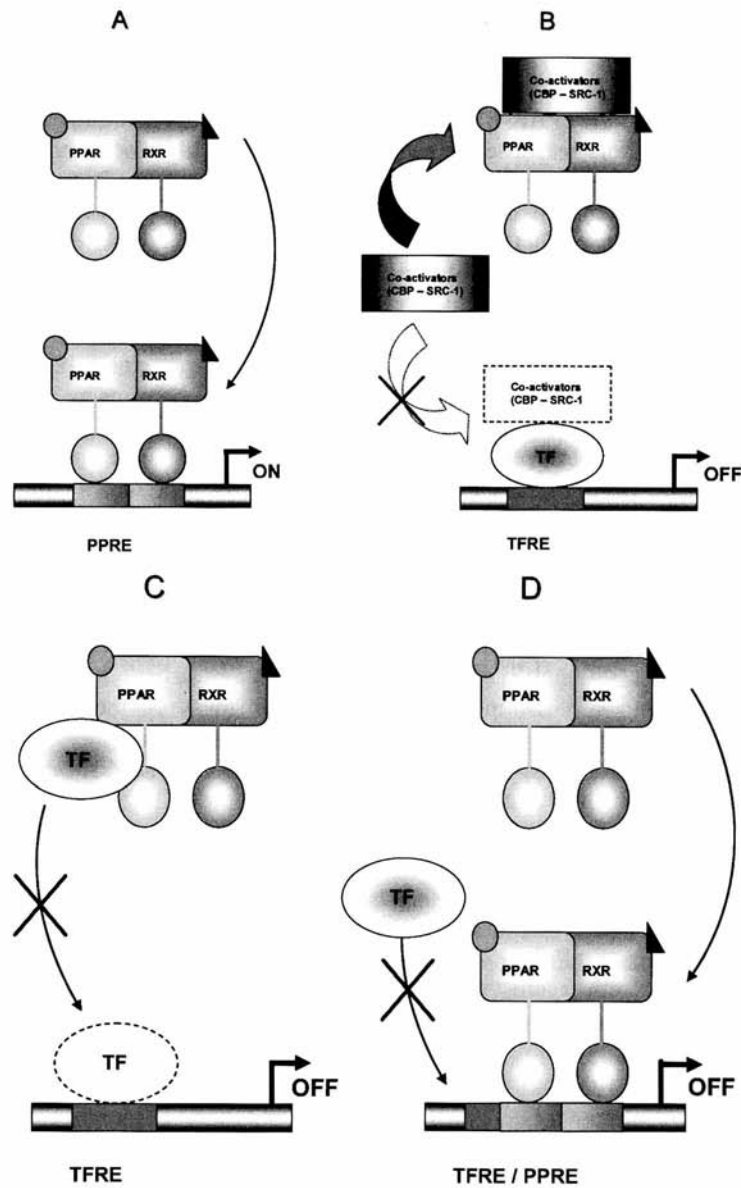 A
PPAR RXR
PPAR RXR
ON
PPRE
B
Co-activators
(CBP – SRC-1)
PPAR RXR
Co-activators
(CBP – SRC-1)
Co-activators
(CBP – SRC-1
TF
OFF
TFRE
C
PPAR RXR
TF
TF
OFF
TFRE
D
PPAR RXR
TF
PPAR RXR
OFF
TFRE / PPRE